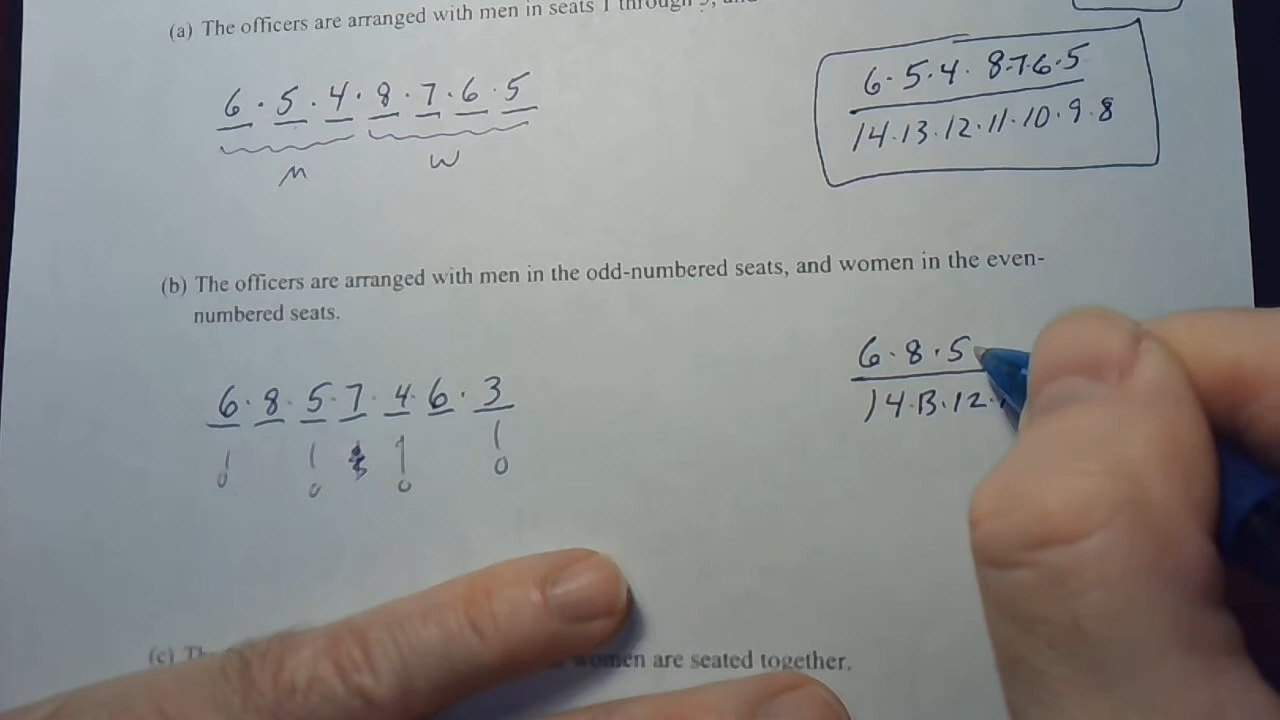 (a) The officers are arranged with men in seats 1 through 3, and
6 · 5 · 4 · 8 · 7 · 6 · 5
M W
6 · 5 · 4 · 8 · 7 · 6 · 5
14 · 13 · 12 · 11 · 10 · 9 · 8
(b) The officers are arranged with men in the odd-numbered seats, and women in the even-
numbered seats.
6 · 8 · 5 · 7 · 4 · 6 · 3
6 · 8 · 5
14 · 13 · 12 ·
(c) Th women are seated together.